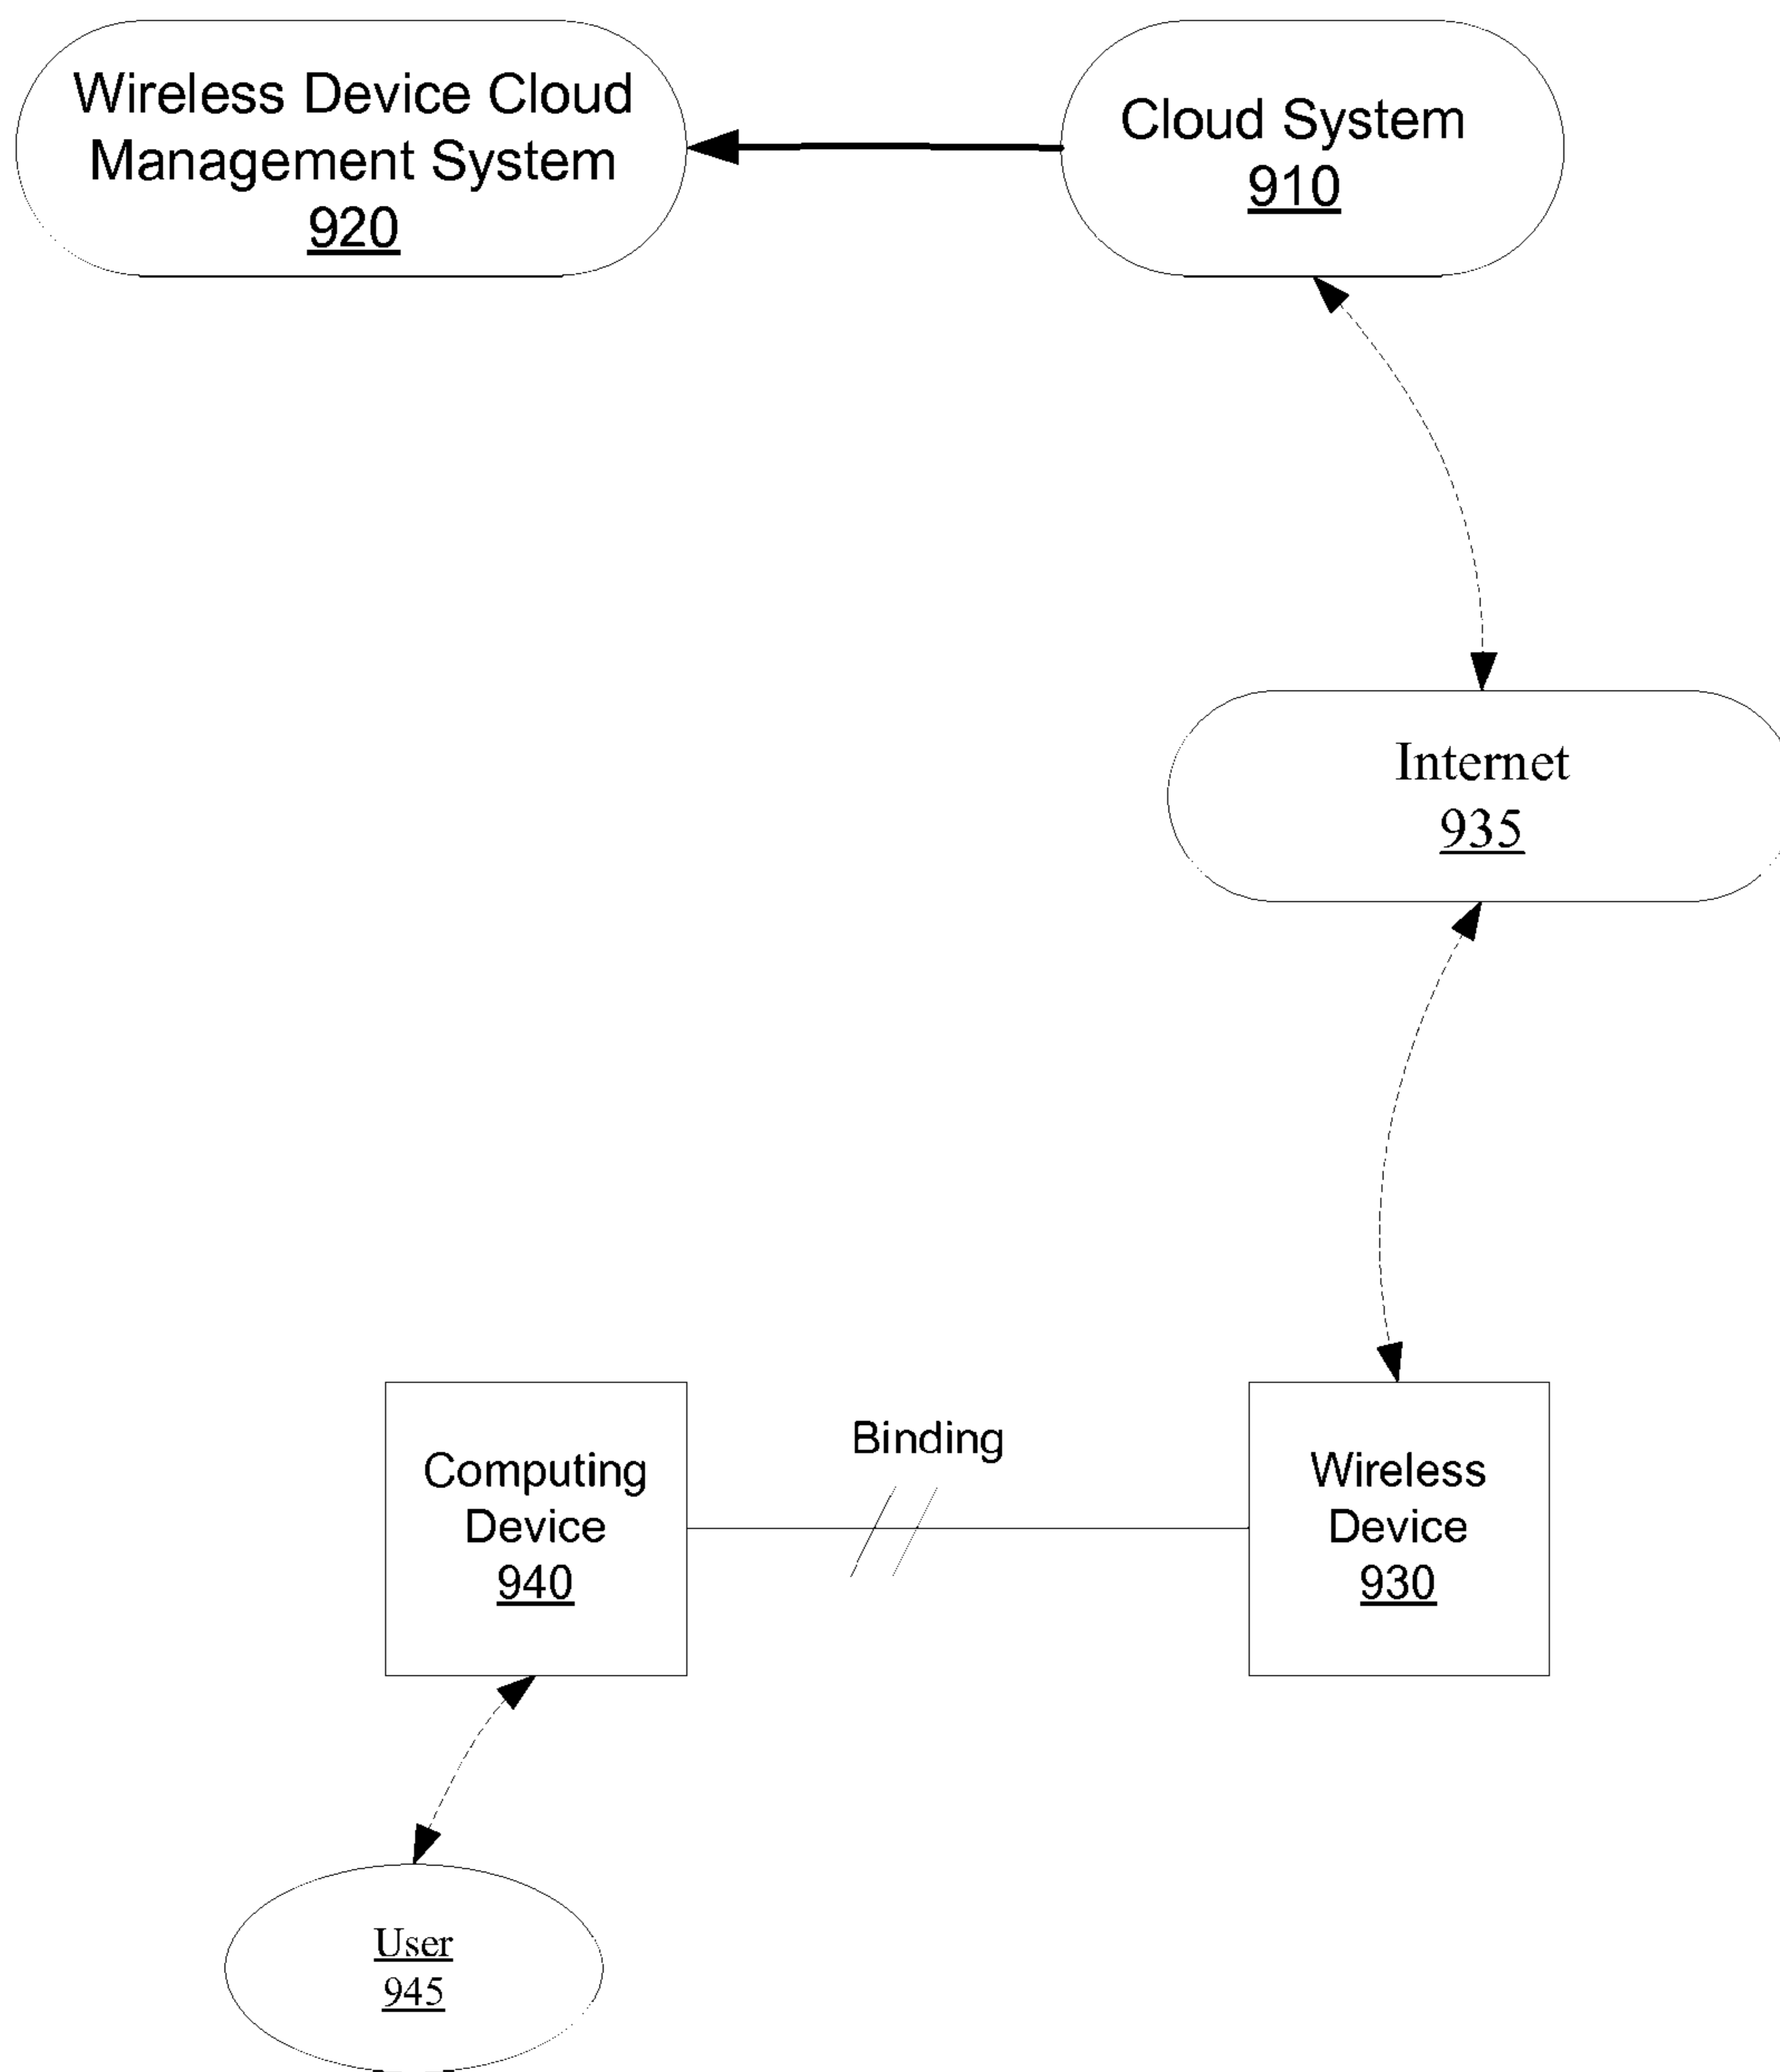 Wireless Device Cloud
Management System
920
Cloud System
910
Internet
935
Binding
Computing
Device
940
Wireless
Device
930
User
945